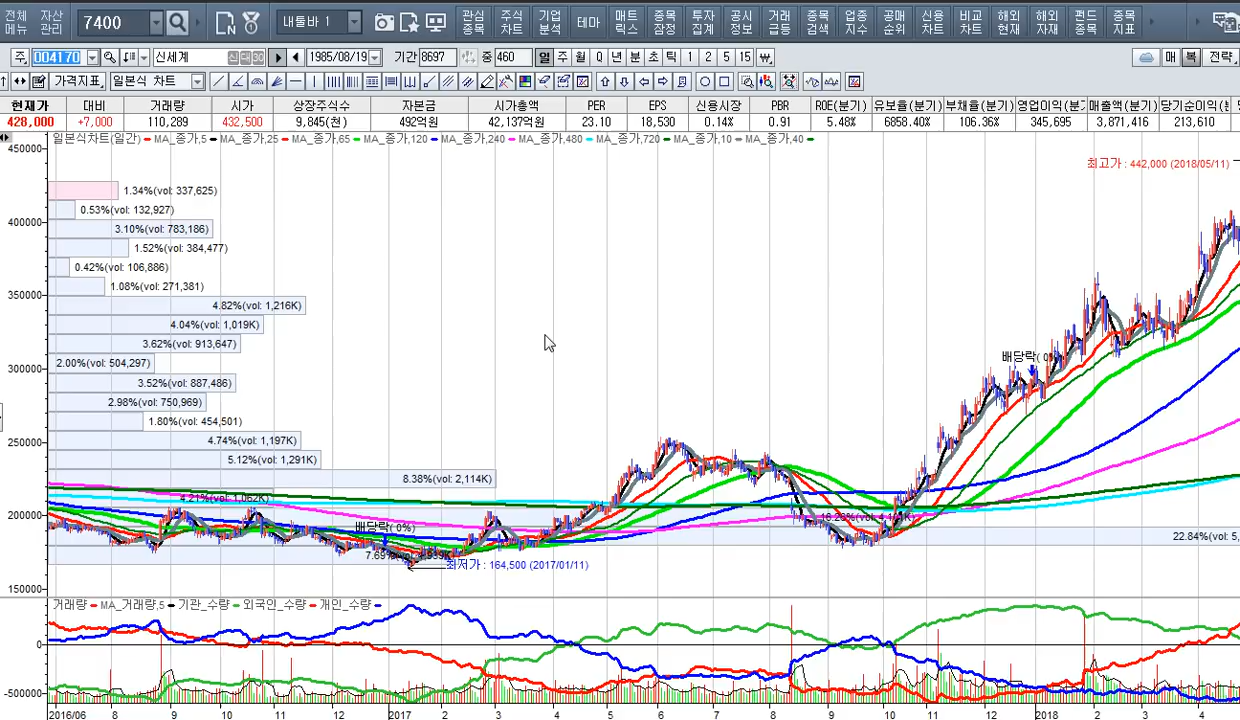 전체 자산 7400 내툴바 1 관심 주식 기업 테마 매트 종목 투자 공시 거래 종목 업종 공매 신용 비교 해외 해외 펀드 종목
메뉴 관리 종목 차트 분석 릭스 잠정 집계 정보 급등 검색 지수 순위 차트 차트 현재 자재 종목 지표
주 004170 신세계 신 대 30 1985/08/19 기간 8697 중 460 일 주 월 Q 년 분 초 틱 1 2 5 15 ₩ 매 복 전략
가격지표 일본식 차트
현재가 대비 거래량 시가 상장주식수 자본금 시가총액 PER EPS 신용시장 PBR ROE(분기) 유보율(분기) 부채율(분기) 영업이익(분기 매출액(분기) 당기순이익(분
428,000 +7,000 110,289 432,500 9,845(천) 492억원 42,137억원 23.10 18,530 0.14% 0.91 5.48% 6858.40% 106.36% 345,695 3,871,416 213,610
일본식차트(일간) MA_종가,5 MA_종가,25 MA_종가,65 MA_종가,120 MA_종가,240 MA_종가,480 MA_종가,720 MA_종가,10 MA_종가,40
450000
최고가 : 442,000 (2018/05/11)
1.34%(vol: 337,625)
0.53%(vol: 132,927)
400000
3.10%(vol: 783,186)
1.52%(vol: 384,477)
0.42%(vol: 106,886)
1.08%(vol: 271,381)
350000
4.82%(vol: 1,216K)
4.04%(vol: 1,019K)
3.62%(vol: 913,647)
배당락( 0%)
2.00%(vol: 504,297)
300000
3.52%(vol: 887,486)
2.98%(vol: 750,969)
1.80%(vol: 454,501)
250000
4.74%(vol: 1,197K)
5.12%(vol: 1,291K)
8.38%(vol: 2,114K)
4.21%(vol: 1,062K)
200000
배당락( 0%)
22.84%(vol: 5,
최저가 : 164,500 (2017/01/11)
150000
거래량 MA_거래량,5 기관_수량 외국인_수량 개인_수량
0
-500000
2016/06 8 9 10 11 12 2017 2 3 4 5 6 7 8 9 10 11 12 2018 2 3 4